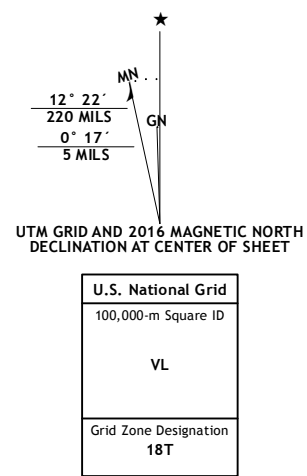 ★
MN
12° 22´
220 MILS
GN
0° 17´
5 MILS
UTM GRID AND 2016 MAGNETIC NORTH
DECLINATION AT CENTER OF SHEET
U.S. National Grid
100,000-m Square ID
VL
Grid Zone Designation
18T